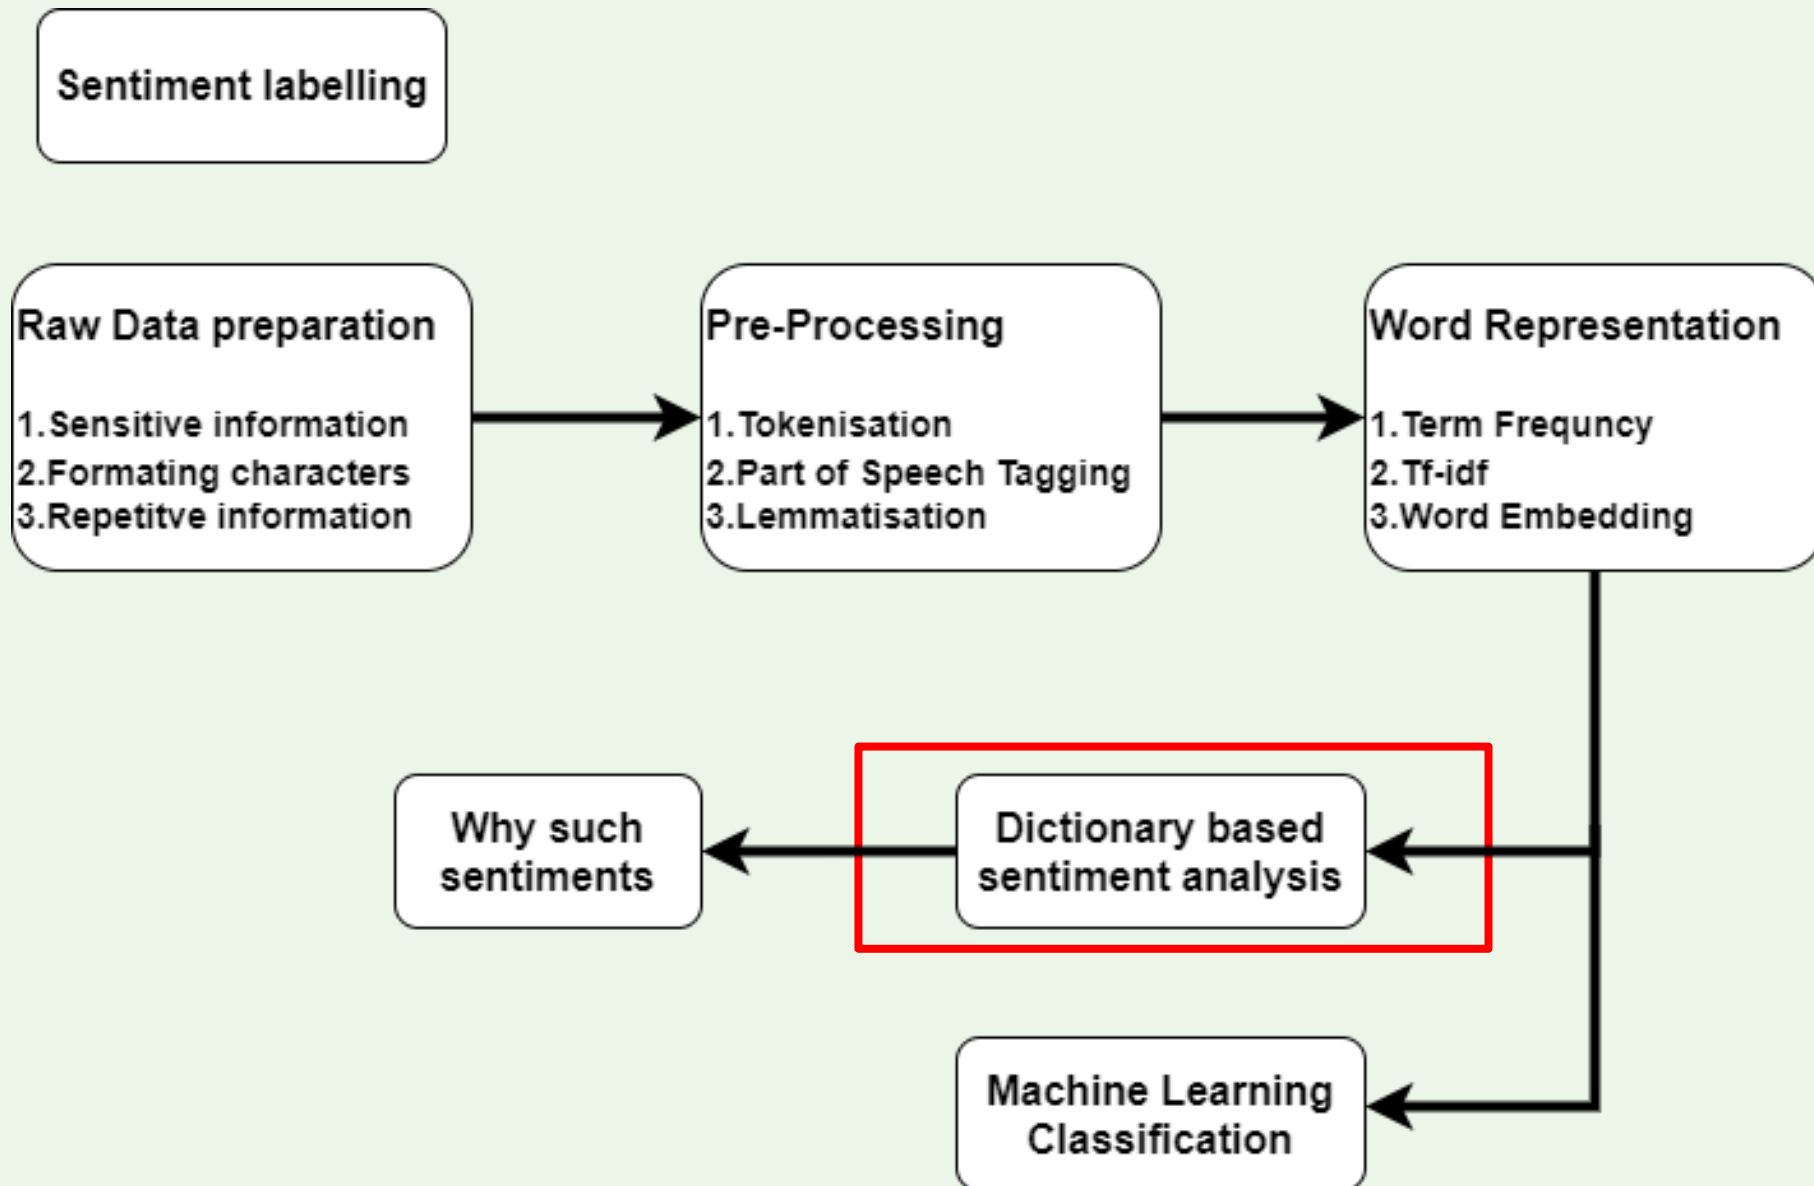 Sentiment labelling
Raw Data preparation
1.Sensitive information
2.Formating characters
3.Repetitve information
Pre-Processing
1.Tokenisation
2.Part of Speech Tagging
3.Lemmatisation
Word Representation
1.Term Frequncy
2.Tf-idf
3.Word Embedding
Why such
sentiments
Dictionary based
sentiment analysis
Machine Learning
Classification